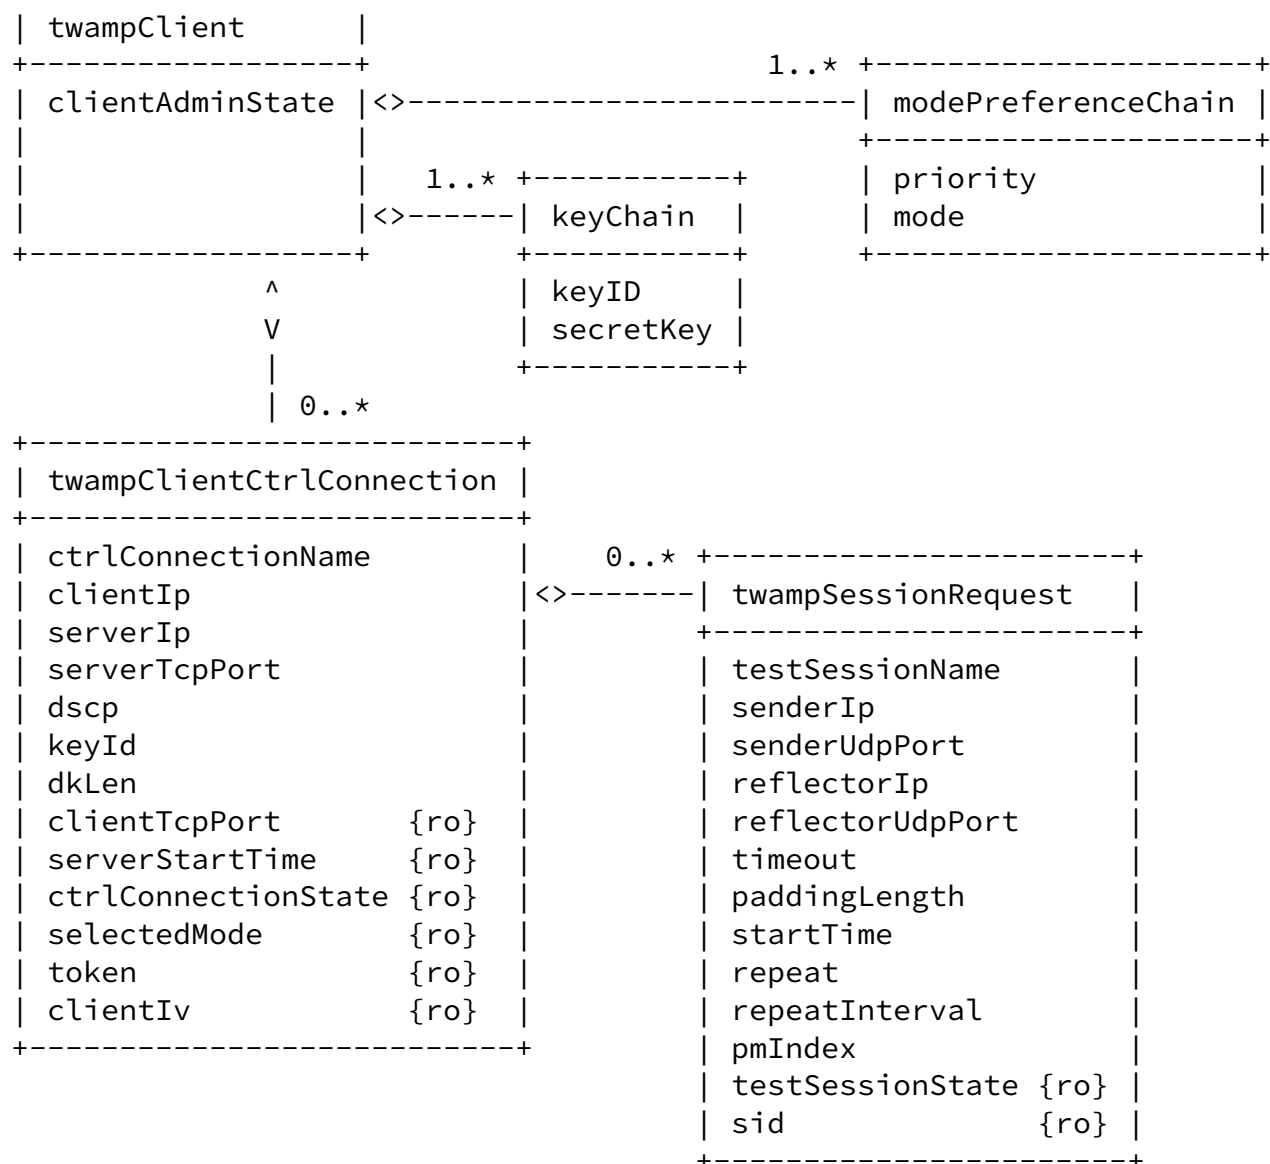 | twampClient      |
+------------------+                      1..* +---------------------+
| clientAdminState |<>-------------------------| modePreferenceChain |
|                  |                           +---------------------+
|                  |   1..* +-----------+      | priority            |
|                  |<>------| keyChain  |      | mode                |
+------------------+        +-----------+      +---------------------+
              ^             | keyID     |
              V             | secretKey |
              |             +-----------+
              | 0..*
+---------------------------+
| twampClientCtrlConnection |
+---------------------------+
| ctrlConnectionName        |    0..* +----------------------+
| clientIp                  |<>-------| twampSessionRequest  |
| serverIp                  |         +----------------------+
| serverTcpPort             |         | testSessionName      |
| dscp                      |         | senderIp             |
| keyId                     |         | senderUdpPort        |
| dkLen                     |         | reflectorIp          |
| clientTcpPort       {ro}  |         | reflectorUdpPort     |
| serverStartTime     {ro}  |         | timeout              |
| ctrlConnectionState {ro}  |         | paddingLength        |
| selectedMode        {ro}  |         | startTime            |
| token               {ro}  |         | repeat               |
| clientIv            {ro}  |         | repeatInterval       |
+---------------------------+         | pmIndex              |
                                      | testSessionState {ro} |
                                      | sid              {ro} |
                                      +----------------------+